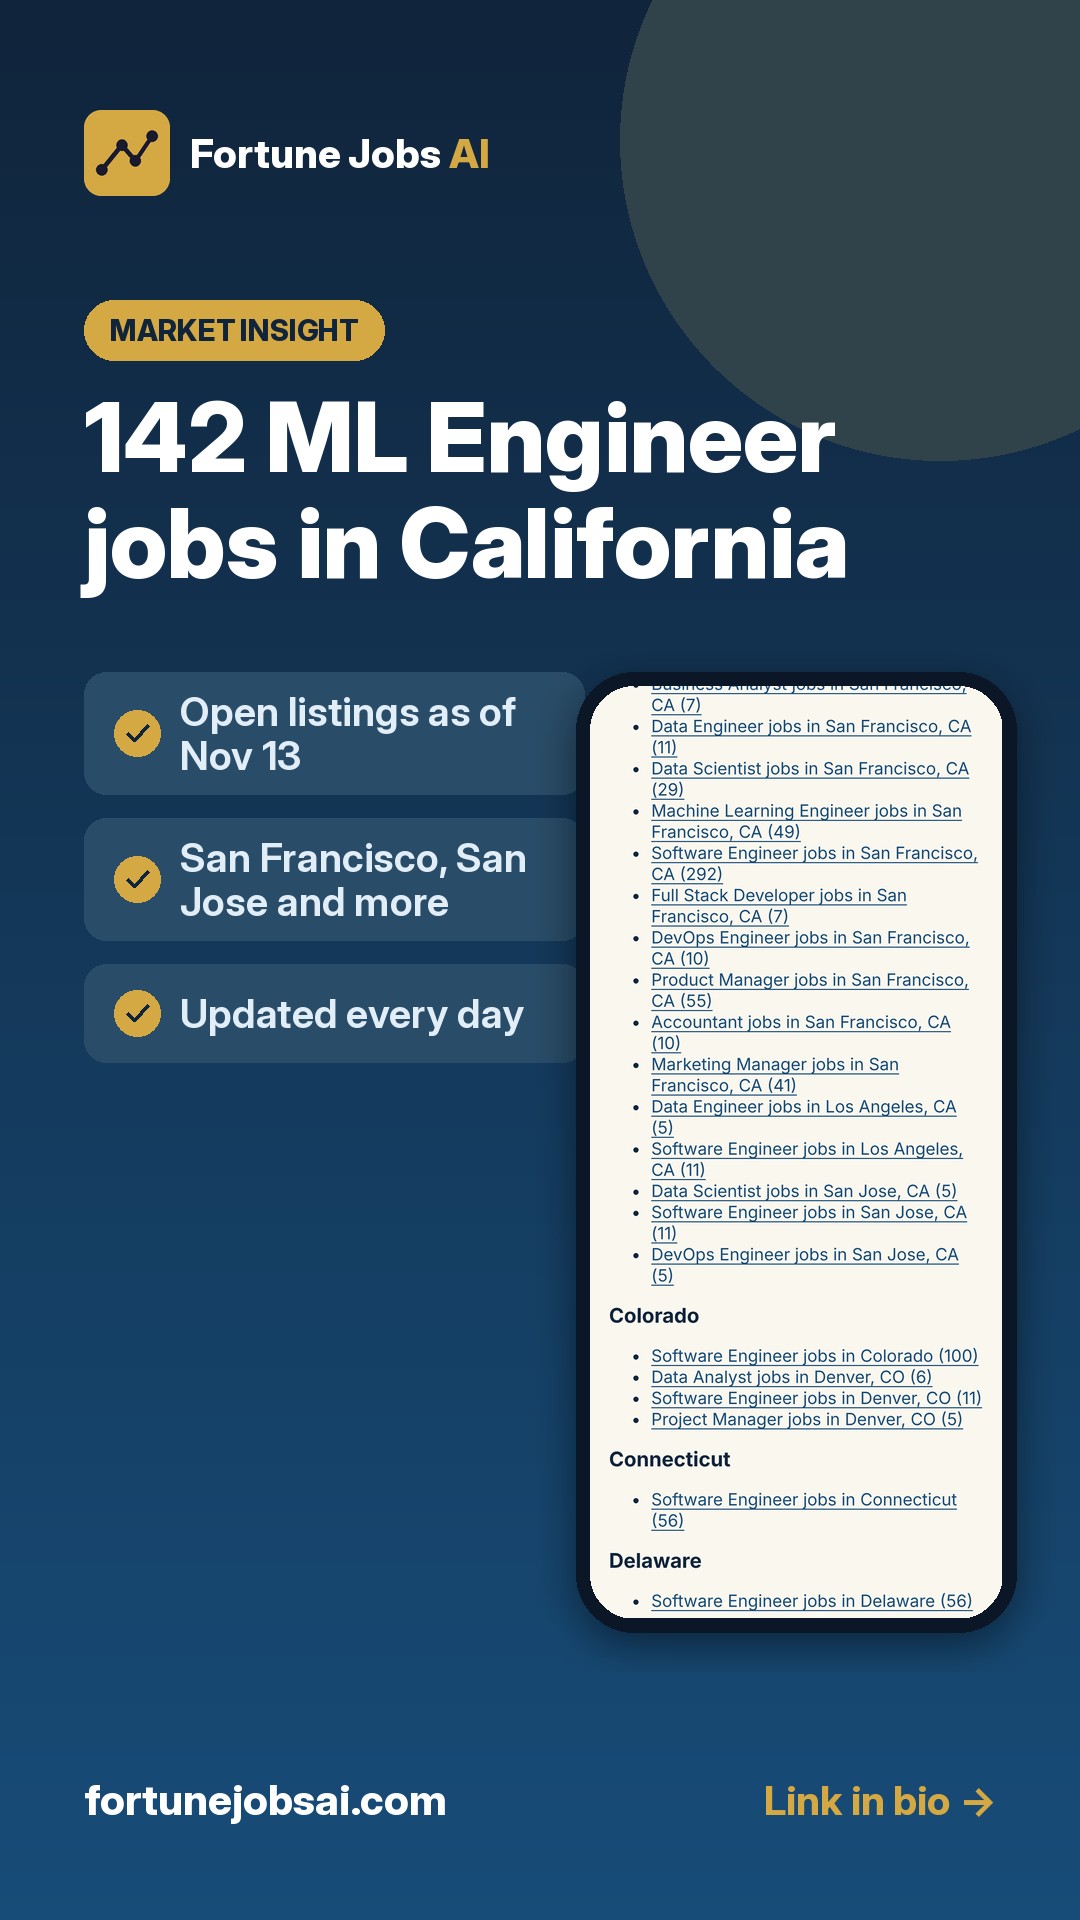 Fortune Jobs AI
MARKET INSIGHT
142 ML Engineer
jobs in California
Open listings as of
Nov 13
San Francisco, San
Jose and more
Updated every day
Business Analyst jobs in San Francisco,
CA (7)
Data Engineer jobs in San Francisco, CA
(11)
Data Scientist jobs in San Francisco, CA
(29)
Machine Learning Engineer jobs in San
Francisco, CA (49)
Software Engineer jobs in San Francisco,
CA (292)
Full Stack Developer jobs in San
Francisco, CA (7)
DevOps Engineer jobs in San Francisco,
CA (10)
Product Manager jobs in San Francisco,
CA (55)
Accountant jobs in San Francisco, CA
(10)
Marketing Manager jobs in San
Francisco, CA (41)
Data Engineer jobs in Los Angeles, CA
(5)
Software Engineer jobs in Los Angeles,
CA (11)
Data Scientist jobs in San Jose, CA (5)
Software Engineer jobs in San Jose, CA
(11)
DevOps Engineer jobs in San Jose, CA
(5)
Colorado
Software Engineer jobs in Colorado (100)
Data Analyst jobs in Denver, CO (6)
Software Engineer jobs in Denver, CO (11)
Project Manager jobs in Denver, CO (5)
Connecticut
Software Engineer jobs in Connecticut
(56)
Delaware
Software Engineer jobs in Delaware (56)
fortunejobsai.com
Link in bio →